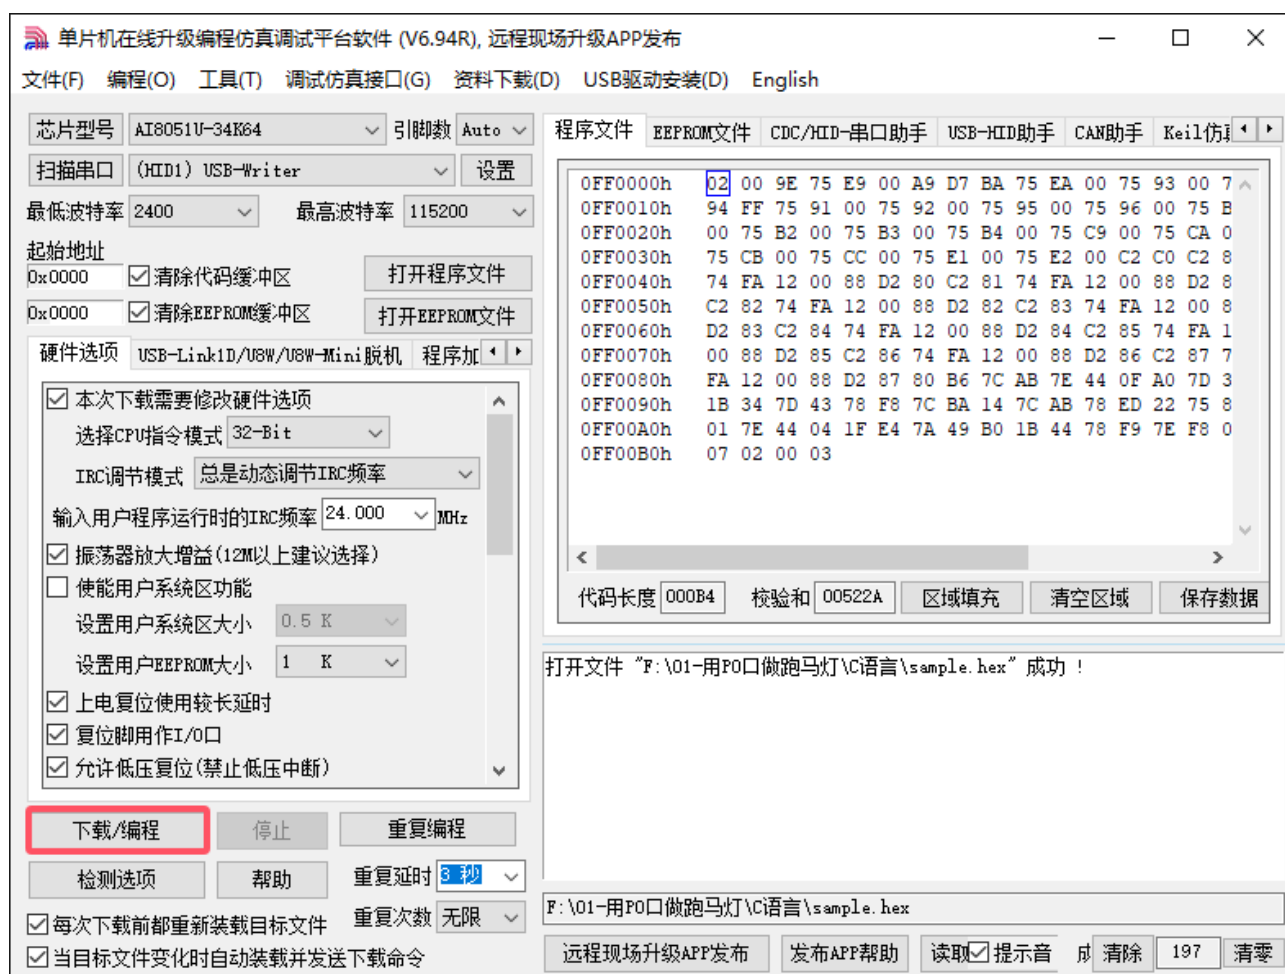 单片机在线升级编程仿真调试平台软件 (V6.94R), 远程现场升级APP发布
文件(F) 编程(O) 工具(T) 调试仿真接口(G) 资料下载(D) USB驱动安装(D) English
芯片型号 AI8051U-34K64 引脚数 Auto
扫描串口 (HID1) USB-Writer 设置
最低波特率 2400 最高波特率 115200
起始地址
0x0000 清除代码缓冲区 打开程序文件
0x0000 清除EEPROM缓冲区 打开EEPROM文件
硬件选项 USB-Link1D/U8W/U8W-Mini脱机 程序加
本次下载需要修改硬件选项
选择CPU指令模式 32-Bit
IRC调节模式 总是动态调节IRC频率
输入用户程序运行时的IRC频率 24.000 MHz
振荡器放大增益(12M以上建议选择)
使能用户系统区功能
设置用户系统区大小 0.5 K
设置用户EEPROM大小 1 K
上电复位使用较长延时
复位脚用作I/O口
允许低压复位(禁止低压中断)
下载/编程 停止 重复编程
检测选项 帮助 重复延时 3 秒
每次下载前都重新装载目标文件 重复次数 无限
当目标文件变化时自动装载并发送下载命令
程序文件 EEPROM文件 CDC/HID-串口助手 USB-HID助手 CAN助手 Keil仿真
0FF0000h 02 00 9E 75 E9 00 A9 D7 BA 75 EA 00 75 93 00 7
0FF0010h 94 FF 75 91 00 75 92 00 75 95 00 75 96 00 75 B
0FF0020h 00 75 B2 00 75 B3 00 75 B4 00 75 C9 00 75 CA 0
0FF0030h 75 CB 00 75 CC 00 75 E1 00 75 E2 00 C2 C0 C2 8
0FF0040h 74 FA 12 00 88 D2 80 C2 81 74 FA 12 00 88 D2 8
0FF0050h C2 82 74 FA 12 00 88 D2 82 C2 83 74 FA 12 00 8
0FF0060h D2 83 C2 84 74 FA 12 00 88 D2 84 C2 85 74 FA 1
0FF0070h 00 88 D2 85 C2 86 74 FA 12 00 88 D2 86 C2 87 7
0FF0080h FA 12 00 88 D2 87 80 B6 7C AB 7E 44 0F A0 7D 3
0FF0090h 1B 34 7D 43 78 F8 7C BA 14 7C AB 78 ED 22 75 8
0FF00A0h 01 7E 44 04 1F E4 7A 49 B0 1B 44 78 F9 7E F8 0
0FF00B0h 07 02 00 03
代码长度 000B4 校验和 00522A 区域填充 清空区域 保存数据
打开文件 "F:\01-用P0口做跑马灯\C语言\sample.hex" 成功 !
F:\01-用P0口做跑马灯\C语言\sample.hex
远程现场升级APP发布 发布APP帮助 读取 提示音 成 清除 197 清零